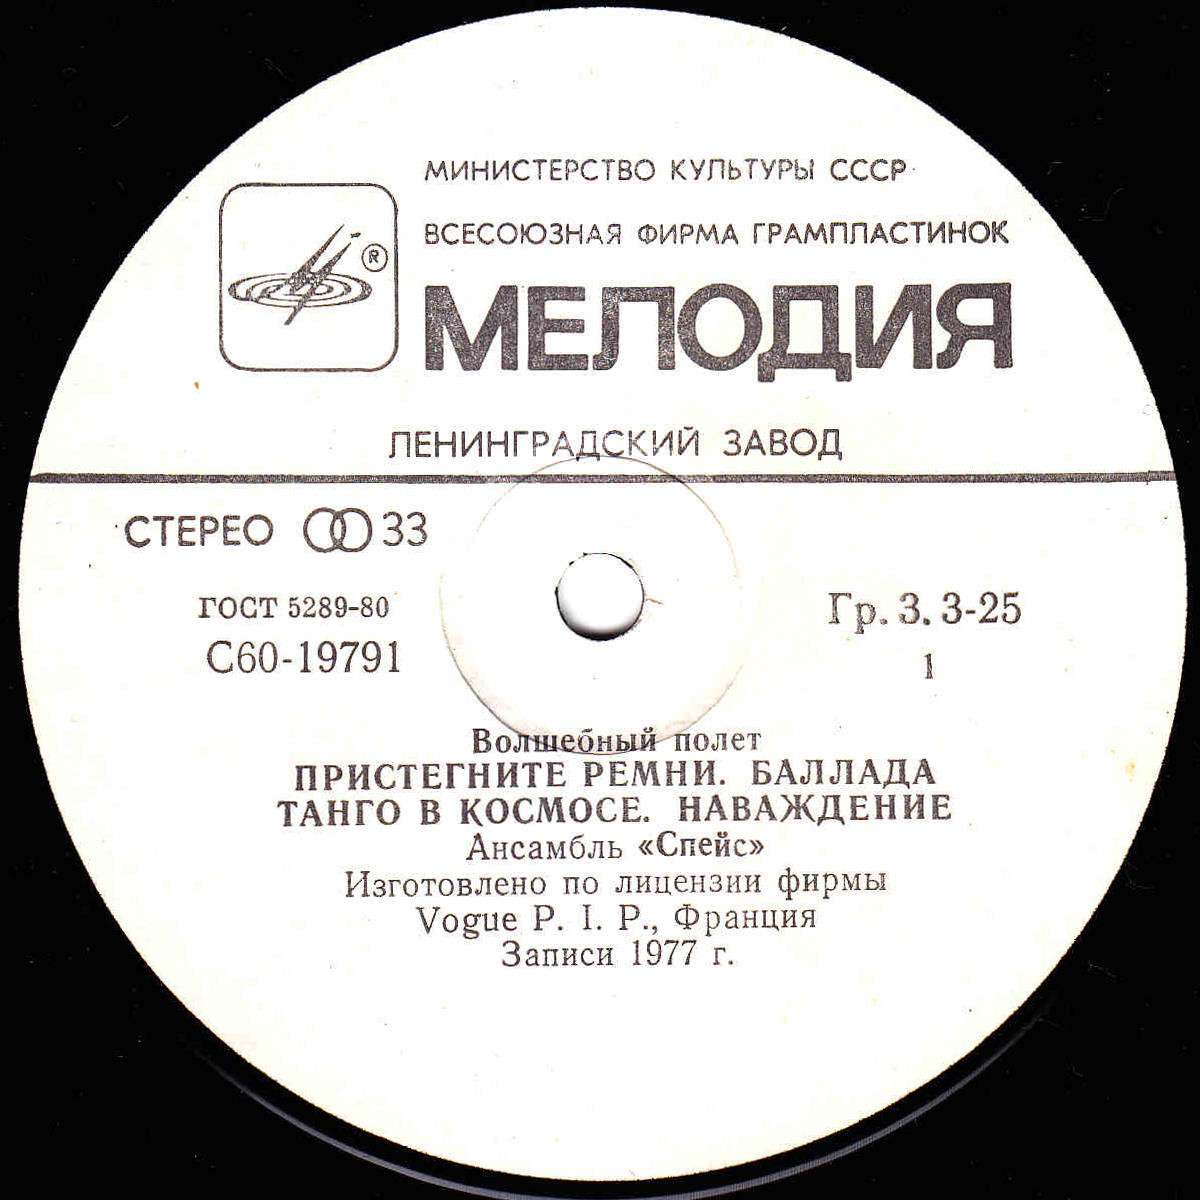 МИНИСТЕРСТВО КУЛЬТУРЫ СССР
ВСЕСОЮЗНАЯ ФИРМА ГРАМПЛАСТИНОК
®
МЕЛОДИЯ
ЛЕНИНГРАДСКИЙ ЗАВОД
СТЕРЕО 33
ГОСТ 5289-80
С60-19791
Гр. 3. 3-25
1
Волшебный полет
ПРИСТЕГНИТЕ РЕМНИ. БАЛЛАДА
ТАНГО В КОСМОСЕ. НАВАЖДЕНИЕ
Ансамбль «Спейс»
Изготовлено по лицензии фирмы
Vogue P. I. P., Франция
Записи 1977 г.